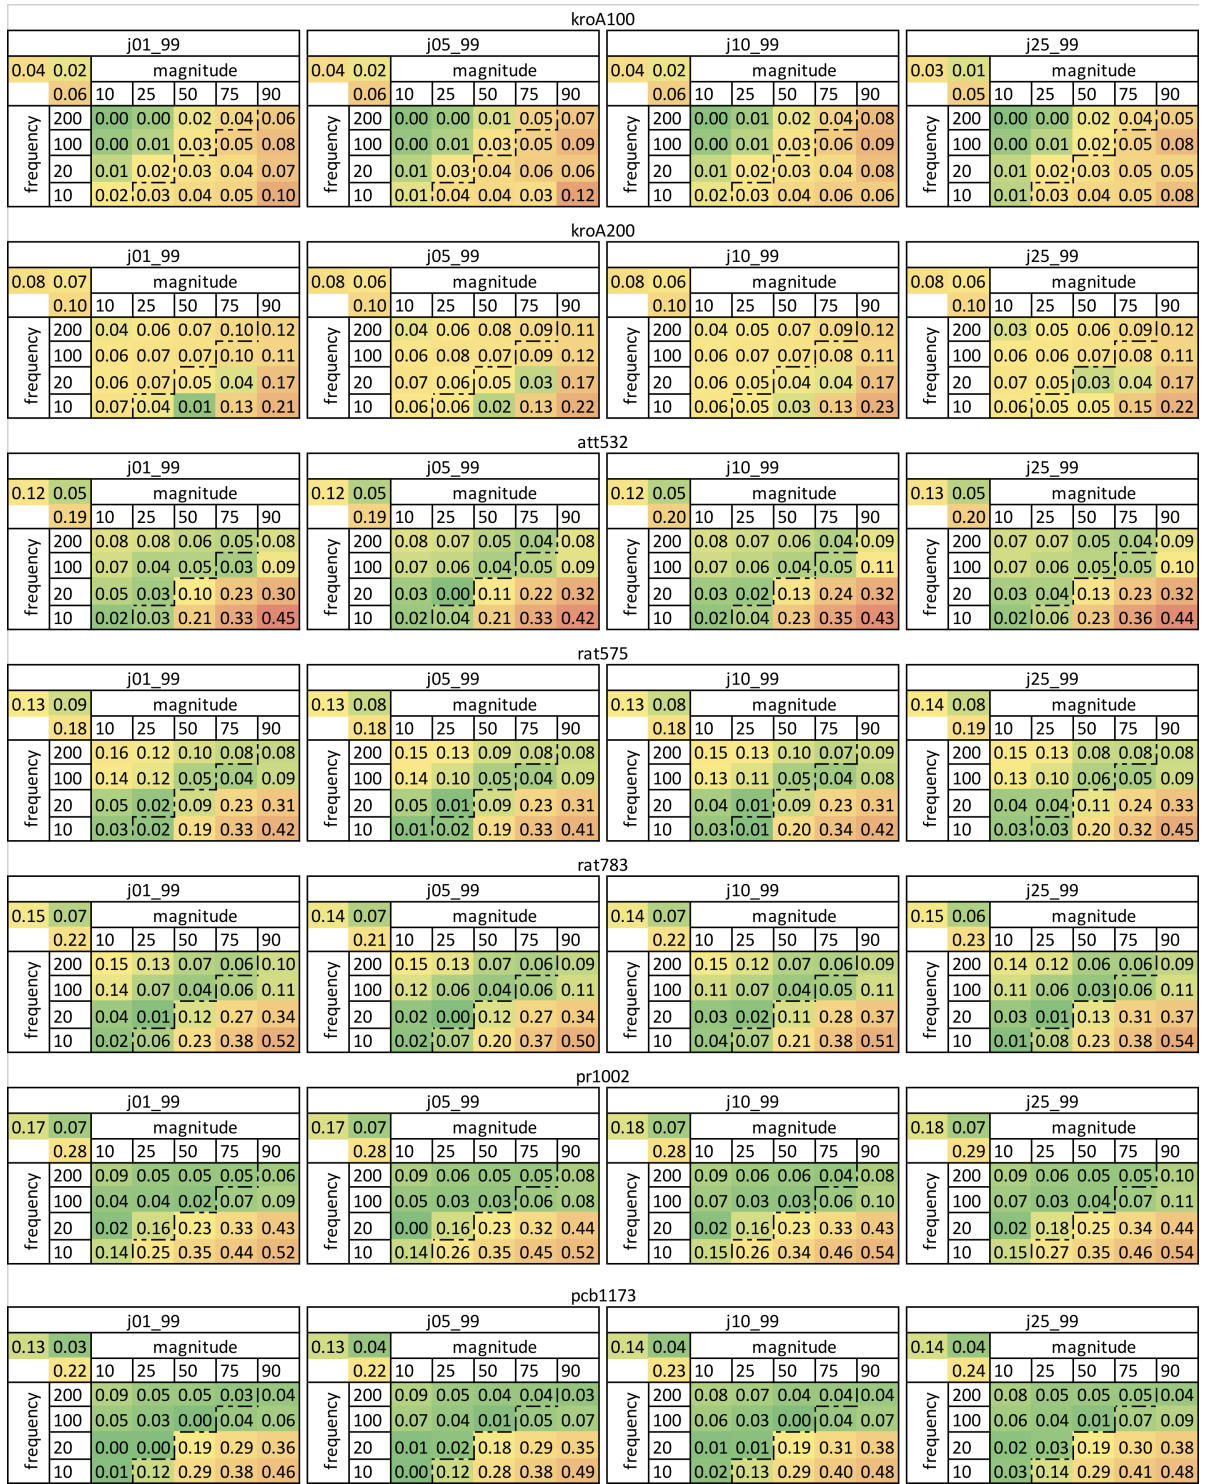 kroA100
j01_99 j05_99 j10_99 j25_99
0.04 0.02 magnitude 0.04 0.02 magnitude 0.04 0.02 magnitude 0.03 0.01 magnitude
0.06 10 25 50 75 90 0.06 10 25 50 75 90 0.06 10 25 50 75 90 0.05 10 25 50 75 90
frequency frequency frequency frequency
200 0.00 0.00 0.02 0.04 0.06 200 0.00 0.00 0.01 0.05 0.07 200 0.00 0.01 0.02 0.04 0.08 200 0.00 0.00 0.02 0.04 0.05
100 0.00 0.01 0.03 0.05 0.08 100 0.00 0.01 0.03 0.05 0.09 100 0.00 0.01 0.03 0.06 0.09 100 0.00 0.01 0.02 0.05 0.08
20 0.01 0.02 0.03 0.04 0.07 20 0.01 0.03 0.04 0.06 0.06 20 0.01 0.02 0.03 0.04 0.08 20 0.01 0.02 0.03 0.05 0.05
10 0.02 0.03 0.04 0.05 0.10 10 0.01 0.04 0.04 0.03 0.12 10 0.02 0.03 0.04 0.06 0.06 10 0.01 0.03 0.04 0.05 0.08
kroA200
j01_99 j05_99 j10_99 j25_99
0.08 0.07 magnitude 0.08 0.06 magnitude 0.08 0.06 magnitude 0.08 0.06 magnitude
0.10 10 25 50 75 90 0.10 10 25 50 75 90 0.10 10 25 50 75 90 0.10 10 25 50 75 90
frequency frequency frequency frequency
200 0.04 0.06 0.07 0.10 0.12 200 0.04 0.06 0.08 0.09 0.11 200 0.04 0.05 0.07 0.09 0.12 200 0.03 0.05 0.06 0.09 0.12
100 0.06 0.07 0.07 0.10 0.11 100 0.06 0.08 0.07 0.09 0.12 100 0.06 0.07 0.07 0.08 0.11 100 0.06 0.06 0.07 0.08 0.11
20 0.06 0.07 0.05 0.04 0.17 20 0.07 0.06 0.05 0.03 0.17 20 0.06 0.05 0.04 0.04 0.17 20 0.07 0.05 0.03 0.04 0.17
10 0.07 0.04 0.01 0.13 0.21 10 0.06 0.06 0.02 0.13 0.22 10 0.06 0.05 0.03 0.13 0.23 10 0.06 0.05 0.05 0.15 0.22
att532
j01_99 j05_99 j10_99 j25_99
0.12 0.05 magnitude 0.12 0.05 magnitude 0.12 0.05 magnitude 0.13 0.05 magnitude
0.19 10 25 50 75 90 0.19 10 25 50 75 90 0.20 10 25 50 75 90 0.20 10 25 50 75 90
frequency frequency frequency frequency
200 0.08 0.08 0.06 0.05 0.08 200 0.08 0.07 0.05 0.04 0.08 200 0.08 0.07 0.06 0.04 0.09 200 0.07 0.07 0.05 0.04 0.09
100 0.07 0.04 0.05 0.03 0.09 100 0.07 0.06 0.04 0.05 0.09 100 0.07 0.06 0.04 0.05 0.11 100 0.07 0.06 0.05 0.05 0.10
20 0.05 0.03 0.10 0.23 0.30 20 0.03 0.00 0.11 0.22 0.32 20 0.03 0.02 0.13 0.24 0.32 20 0.03 0.04 0.13 0.23 0.32
10 0.02 0.03 0.21 0.33 0.45 10 0.02 0.04 0.21 0.33 0.42 10 0.02 0.04 0.23 0.35 0.43 10 0.02 0.06 0.23 0.36 0.44
rat575
j01_99 j05_99 j10_99 j25_99
0.13 0.09 magnitude 0.13 0.08 magnitude 0.13 0.08 magnitude 0.14 0.08 magnitude
0.18 10 25 50 75 90 0.18 10 25 50 75 90 0.18 10 25 50 75 90 0.19 10 25 50 75 90
frequency frequency frequency frequency
200 0.16 0.12 0.10 0.08 0.08 200 0.15 0.13 0.09 0.08 0.08 200 0.15 0.13 0.10 0.07 0.09 200 0.15 0.13 0.08 0.08 0.08
100 0.14 0.12 0.05 0.04 0.09 100 0.14 0.10 0.05 0.04 0.09 100 0.13 0.11 0.05 0.04 0.08 100 0.13 0.10 0.06 0.05 0.09
20 0.05 0.02 0.09 0.23 0.31 20 0.05 0.01 0.09 0.23 0.31 20 0.04 0.01 0.09 0.23 0.31 20 0.04 0.04 0.11 0.24 0.33
10 0.03 0.02 0.19 0.33 0.42 10 0.01 0.02 0.19 0.33 0.41 10 0.03 0.01 0.20 0.34 0.42 10 0.03 0.03 0.20 0.32 0.45
rat783
j01_99 j05_99 j10_99 j25_99
0.15 0.07 magnitude 0.14 0.07 magnitude 0.14 0.07 magnitude 0.15 0.06 magnitude
0.22 10 25 50 75 90 0.21 10 25 50 75 90 0.22 10 25 50 75 90 0.23 10 25 50 75 90
frequency frequency frequency frequency
200 0.15 0.13 0.07 0.06 0.10 200 0.15 0.13 0.07 0.06 0.09 200 0.15 0.12 0.07 0.06 0.09 200 0.14 0.12 0.06 0.06 0.09
100 0.14 0.07 0.04 0.06 0.11 100 0.12 0.06 0.04 0.06 0.11 100 0.11 0.07 0.04 0.05 0.11 100 0.11 0.06 0.03 0.06 0.11
20 0.04 0.01 0.12 0.27 0.34 20 0.02 0.00 0.12 0.27 0.34 20 0.03 0.02 0.11 0.28 0.37 20 0.03 0.01 0.13 0.31 0.37
10 0.02 0.06 0.23 0.38 0.52 10 0.02 0.07 0.20 0.37 0.50 10 0.04 0.07 0.21 0.38 0.51 10 0.01 0.08 0.23 0.38 0.54
pr1002
j01_99 j05_99 j10_99 j25_99
0.17 0.07 magnitude 0.17 0.07 magnitude 0.18 0.07 magnitude 0.18 0.07 magnitude
0.28 10 25 50 75 90 0.28 10 25 50 75 90 0.28 10 25 50 75 90 0.29 10 25 50 75 90
frequency frequency frequency frequency
200 0.09 0.05 0.05 0.05 0.06 200 0.09 0.06 0.05 0.05 0.08 200 0.09 0.06 0.06 0.04 0.08 200 0.09 0.06 0.05 0.05 0.10
100 0.04 0.04 0.02 0.07 0.09 100 0.05 0.03 0.03 0.06 0.08 100 0.07 0.03 0.03 0.06 0.10 100 0.07 0.03 0.04 0.07 0.11
20 0.02 0.16 0.23 0.33 0.43 20 0.00 0.16 0.23 0.32 0.44 20 0.02 0.16 0.23 0.33 0.43 20 0.02 0.18 0.25 0.34 0.44
10 0.14 0.25 0.35 0.44 0.52 10 0.14 0.26 0.35 0.45 0.52 10 0.15 0.26 0.34 0.46 0.54 10 0.15 0.27 0.35 0.46 0.54
pcb1173
j01_99 j05_99 j10_99 j25_99
0.13 0.03 magnitude 0.13 0.04 magnitude 0.14 0.04 magnitude 0.14 0.04 magnitude
0.22 10 25 50 75 90 0.22 10 25 50 75 90 0.23 10 25 50 75 90 0.24 10 25 50 75 90
frequency frequency frequency frequency
200 0.09 0.05 0.05 0.03 0.04 200 0.09 0.05 0.04 0.04 0.03 200 0.08 0.07 0.04 0.04 0.04 200 0.08 0.05 0.05 0.05 0.04
100 0.05 0.03 0.00 0.04 0.06 100 0.07 0.04 0.01 0.05 0.07 100 0.06 0.03 0.00 0.04 0.07 100 0.06 0.04 0.01 0.07 0.09
20 0.00 0.00 0.19 0.29 0.36 20 0.01 0.02 0.18 0.29 0.35 20 0.01 0.01 0.19 0.31 0.38 20 0.02 0.03 0.19 0.30 0.38
10 0.01 0.12 0.29 0.38 0.46 10 0.00 0.12 0.28 0.38 0.49 10 0.02 0.13 0.29 0.40 0.48 10 0.03 0.14 0.29 0.41 0.48